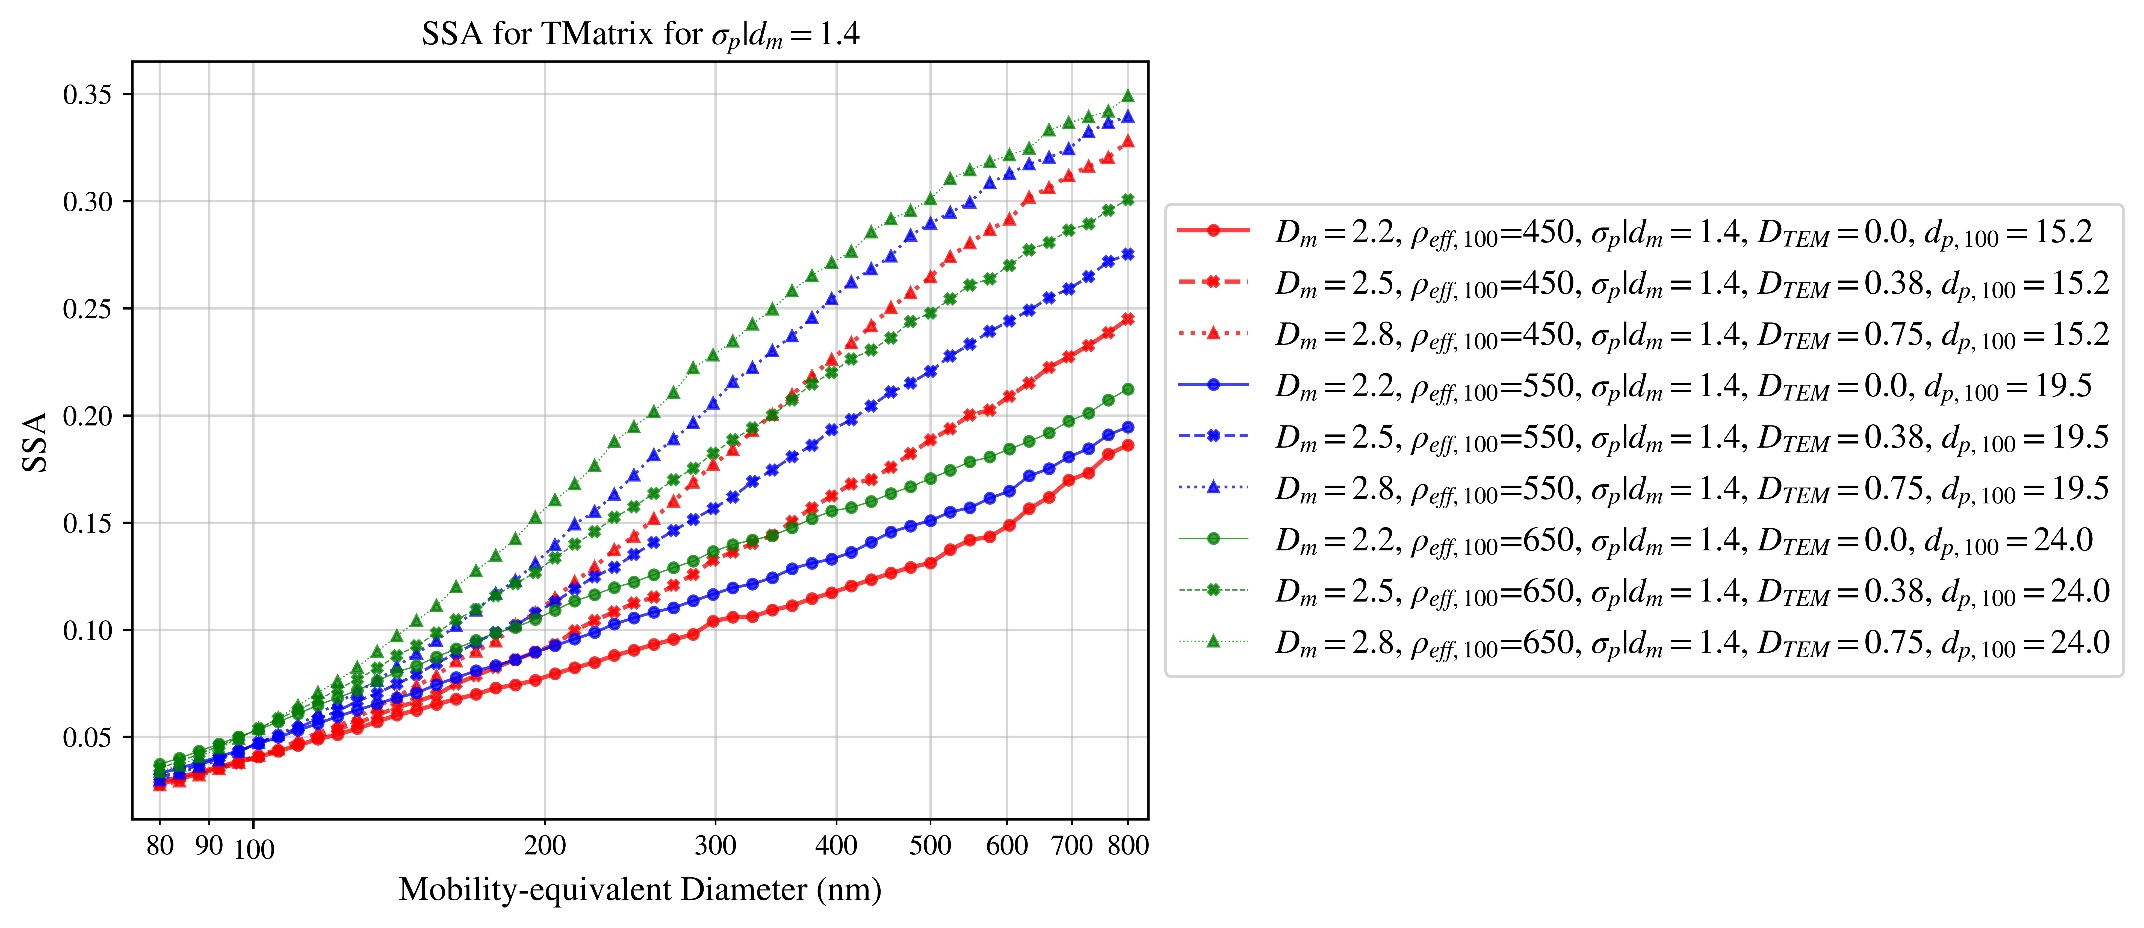 SSA for TMatrix for σp|dm = 1.4
0.35
0.30
0.25
0.20
0.15
0.10
0.05
SSA
80 90 100 200 300 400 500 600 700 800
Mobility-equivalent Diameter (nm)
Dm = 2.2, ρeff,100=450, σp|dm = 1.4, DTEM = 0.0, dp,100 = 15.2
Dm = 2.5, ρeff,100=450, σp|dm = 1.4, DTEM = 0.38, dp,100 = 15.2
Dm = 2.8, ρeff,100=450, σp|dm = 1.4, DTEM = 0.75, dp,100 = 15.2
Dm = 2.2, ρeff,100=550, σp|dm = 1.4, DTEM = 0.0, dp,100 = 19.5
Dm = 2.5, ρeff,100=550, σp|dm = 1.4, DTEM = 0.38, dp,100 = 19.5
Dm = 2.8, ρeff,100=550, σp|dm = 1.4, DTEM = 0.75, dp,100 = 19.5
Dm = 2.2, ρeff,100=650, σp|dm = 1.4, DTEM = 0.0, dp,100 = 24.0
Dm = 2.5, ρeff,100=650, σp|dm = 1.4, DTEM = 0.38, dp,100 = 24.0
Dm = 2.8, ρeff,100=650, σp|dm = 1.4, DTEM = 0.75, dp,100 = 24.0